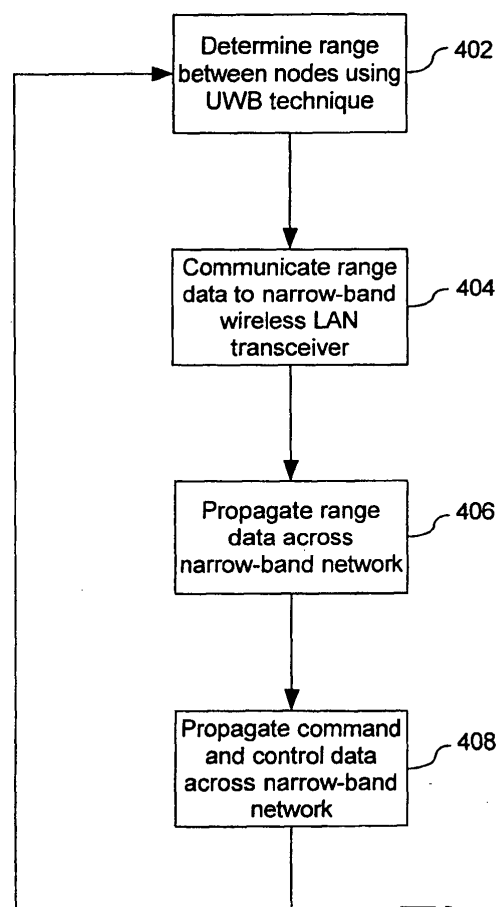 Determine range
between nodes using
UWB technique
402
Communicate range
data to narrow-band
wireless LAN
transceiver
404
Propagate range
data across
narrow-band network
406
Propagate command
and control data
across narrow-band
network
408